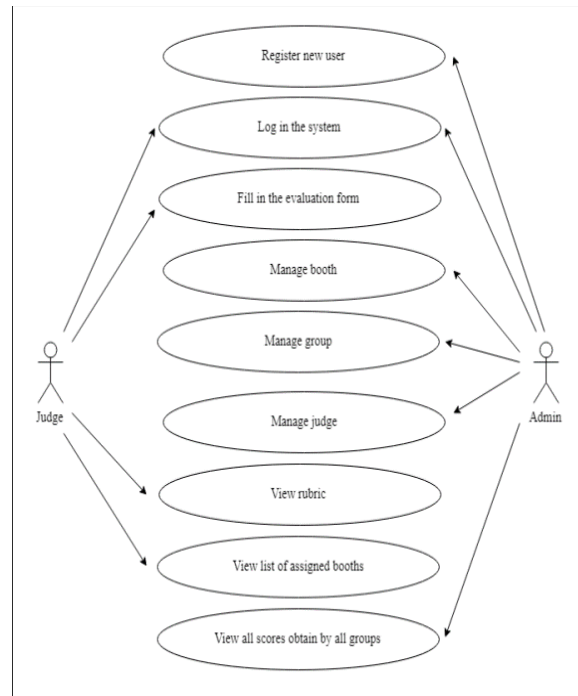 Register new user
Log in the system
Fill in the evaluation form
Manage booth
Manage group
Judge
Admin
Manage judge
View rubric
View list of assigned booths
View all scores obtain by all groups